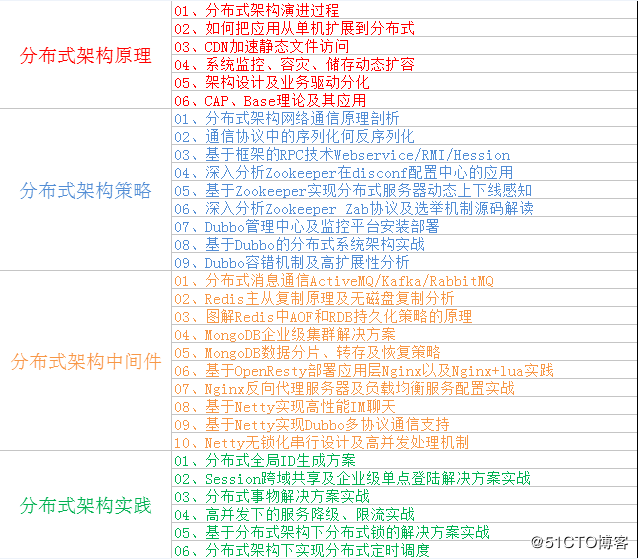 分布式架构原理
01、分布式架构演进过程
02、如何把应用从单机扩展到分布式
03、CDN加速静态文件访问
04、系统监控、容灾、储存动态扩容
05、架构设计及业务驱动分化
06、CAP、Base理论及其应用
分布式架构策略
01、分布式架构网络通信原理剖析
02、通信协议中的序列化何反序列化
03、基于框架的RPC技术Webservice/RMI/Hession
04、深入分析Zookeeper在disconf配置中心的应用
05、基于Zookeeper实现分布式服务器动态上下线感知
06、深入分析Zookeeper Zab协议及选举机制源码解读
07、Dubbo管理中心及监控平台安装部署
08、基于Dubbo的分布式系统架构实战
09、Dubbo容错机制及高扩展性分析
分布式架构中间件
01、分布式消息通信ActiveMQ/Kafka/RabbitMQ
02、Redis主从复制原理及无磁盘复制分析
03、图解Redis中AOF和RDB持久化策略的原理
04、MongoDB企业级集群解决方案
05、MongoDB数据分片、转存及恢复策略
06、基于OpenResty部署应用层Nginx以及Nginx+lua实践
07、Nginx反向代理服务器及负载均衡服务配置实战
08、基于Netty实现高性能IM聊天
09、基于Netty实现Dubbo多协议通信支持
10、Netty无锁化串行设计及高并发处理机制
分布式架构实践
01、分布式全局ID生成方案
02、Session跨域共享及企业级单点登陆解决方案实战
03、分布式事物解决方案实战
04、高并发下的服务降级、限流实战
05、基于分布式架构下分布式锁的解决方案实战
06、分布式架构下实现分布式定时调度
@51CTO博客